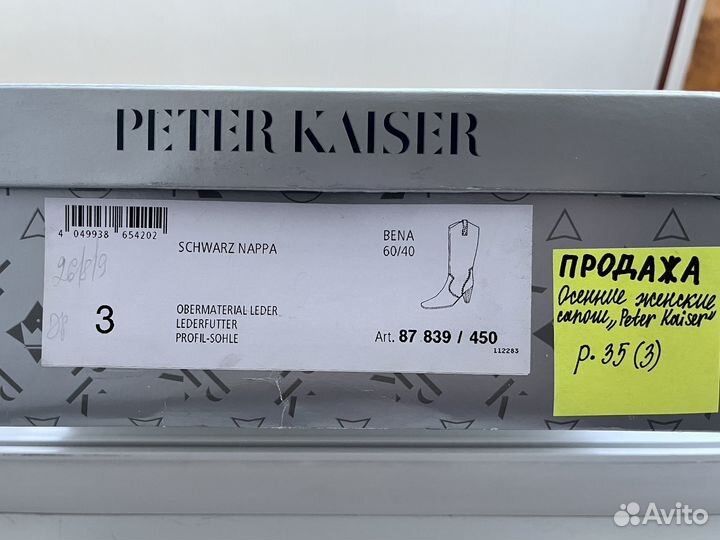 PETER KAISER
4 049938 654202
SCHWARZ NAPPA
BENA
60/40
3
OBERMATERIAL LEDER
LEDERFUTTER
PROFIL-SOHLE
Art. 87 839 / 450
112283
ПРОДАЖА
Осенние женские
сапоги „Peter Kaiser"
р. 35 (3)
Avito